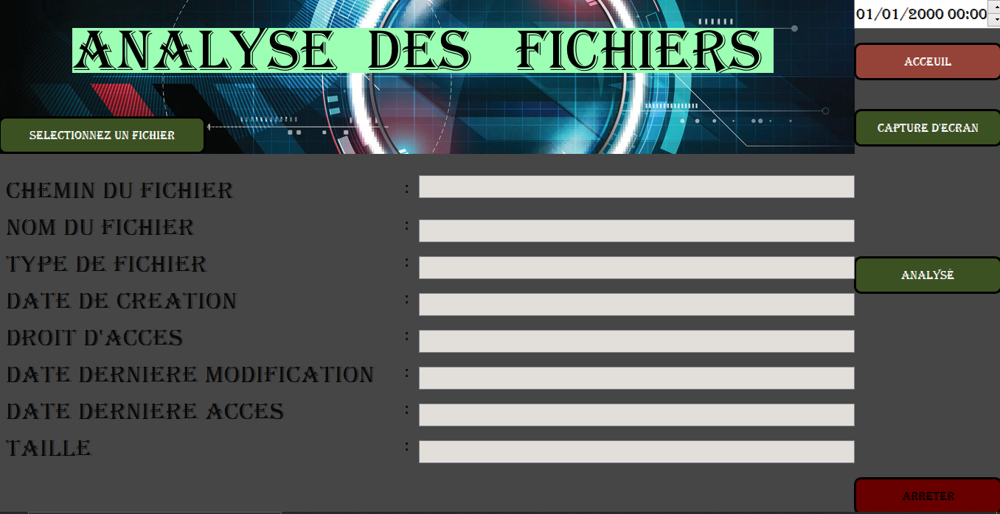 01/01/2000 00:00
ANALYSE DES FICHIERS
ACCEUIL
SELECTIONNEZ UN FICHIER
CAPTURE D'ECRAN
CHEMIN DU FICHIER :
NOM DU FICHIER :
TYPE DE FICHIER :
ANALYSE
DATE DE CREATION :
DROIT D'ACCES :
DATE DERNIERE MODIFICATION :
DATE DERNIERE ACCES :
TAILLE :
ARRETER